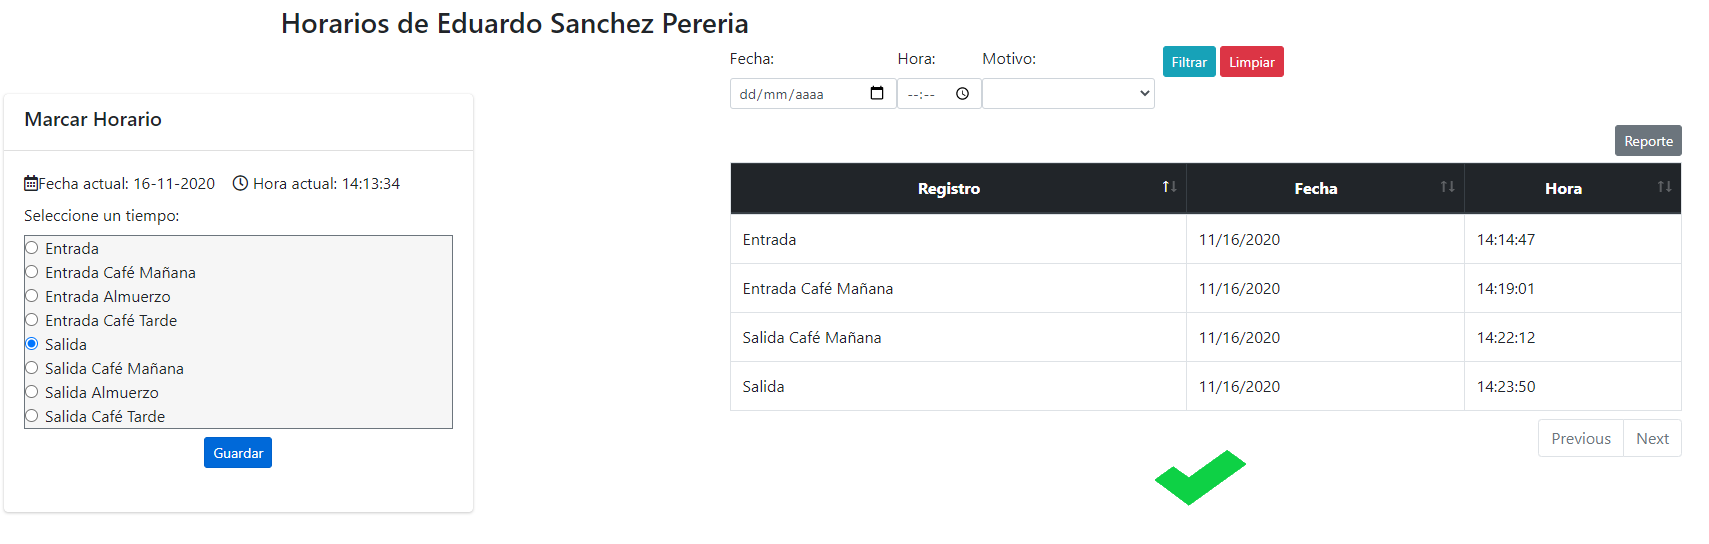 Horarios de Eduardo Sanchez Pereria
Fecha: Hora: Motivo: Filtrar Limpiar
dd/mm/aaaa --:--
Marcar Horario
Fecha actual: 16-11-2020 Hora actual: 14:13:34
Seleccione un tiempo:
Entrada
Entrada Café Mañana
Entrada Almuerzo
Entrada Café Tarde
Salida
Salida Café Mañana
Salida Almuerzo
Salida Café Tarde
Guardar
Reporte
Registro Fecha Hora
Entrada 11/16/2020 14:14:47
Entrada Café Mañana 11/16/2020 14:19:01
Salida Café Mañana 11/16/2020 14:22:12
Salida 11/16/2020 14:23:50
Previous Next